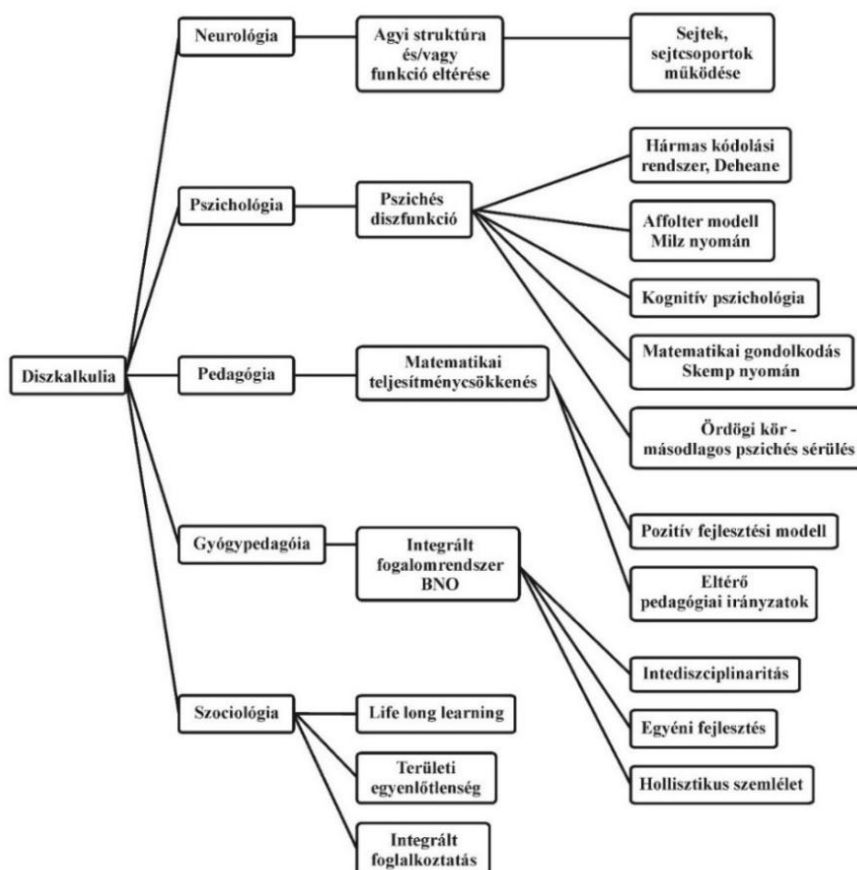 Neurológia
Agyi struktúra
és/vagy
funkció eltérése
Sejtek,
sejtcsoportok
működése
Hármas kódolási
rendszer, Deheane
Pszichológia
Pszichés
diszfunkció
Affolter modell
Milz nyomán
Kognitív pszichológia
Diszkalkulia
Pedagógia
Matematikai
teljesítménycsökkenés
Matematikai gondolkodás
Skemp nyomán
Ördögi kör -
másodlagos pszichés sérülés
Pozitív fejlesztési modell
Gyógypedagóia
Integrált
fogalomrendszer
BNO
Eltérő
pedagógiai irányzatok
Intediszciplinaritás
Szociológia
Life long learning
Egyéni fejlesztés
Területi
egyenlőtlenség
Hollisztikus szemlélet
Integrált
foglalkoztatás